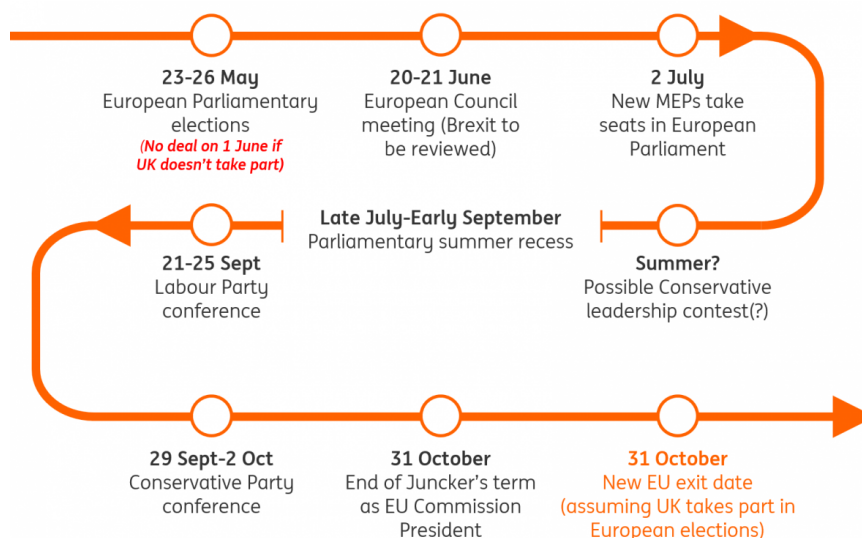 23-26 May
European Parliamentary
elections
(No deal on 1 June if
UK doesn't take part)
20-21 June
European Council
meeting (Brexit to
be reviewed)
2 July
New MEPs take
seats in European
Parliament
Summer?
Possible Conservative
leadership contest(?)
Late July-Early September
Parliamentary summer recess
21-25 Sept
Labour Party
conference
29 Sept-2 Oct
Conservative Party
conference
31 October
End of Juncker's term
as EU Commission
President
31 October
New EU exit date
(assuming UK takes part in
European elections)